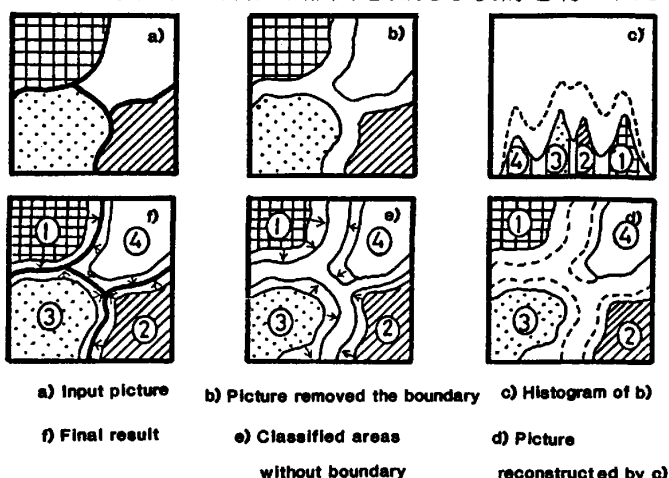 a)
b)
c)
④ ③ ② ①
f)
① ④
③ ②
e)
① ④
③ ②
d)
① ④
③ ②
a) Input picture b) Picture removed the boundary c) Histogram of b)
f) Final result e) Classified areas d) Picture
without boundary reconstructed by c)